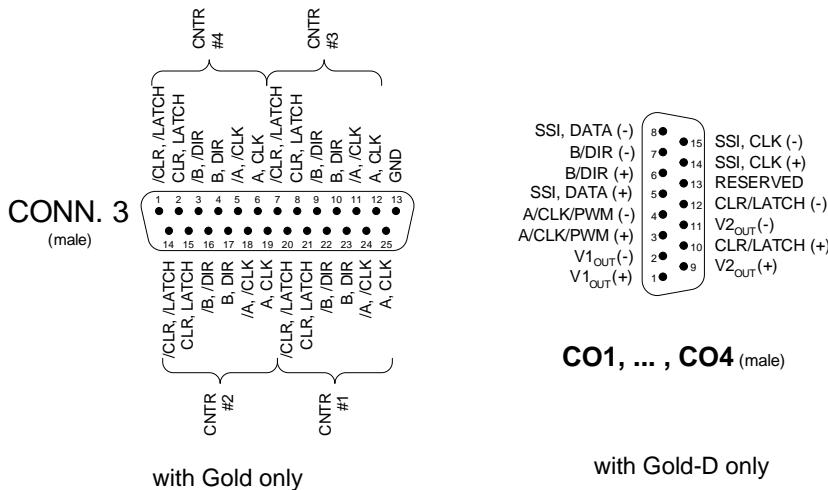 CNTR
#4
CNTR
#3
/CLR, /LATCH
CLR, LATCH
/B, /DIR
B, DIR
/A, /CLK
A, CLK
/CLR, /LATCH
CLR, LATCH
/B, /DIR
B, DIR
/A, /CLK
A, CLK
GND
CONN. 3
(male)
1 2 3 4 5 6 7 8 9 10 11 12 13
14 15 16 17 18 19 20 21 22 23 24 25
/CLR, /LATCH
CLR, LATCH
/B, /DIR
B, DIR
/A, /CLK
A, CLK
/CLR, /LATCH
CLR, LATCH
/B, /DIR
B, DIR
/A, /CLK
A, CLK
CNTR
#2
CNTR
#1
with Gold only
SSI, DATA (-) 8
B/DIR (-) 7
B/DIR (+) 6
SSI, DATA (+) 5
A/CLK/PWM (-) 4
A/CLK/PWM (+) 3
V1OUT(-) 2
V1OUT(+) 1
15 SSI, CLK (-)
14 SSI, CLK (+)
13 RESERVED
12 CLR/LATCH (-)
11 V2OUT(-)
10 CLR/LATCH (+)
9 V2OUT(+)
CO1, ... , CO4 (male)
with Gold-D only